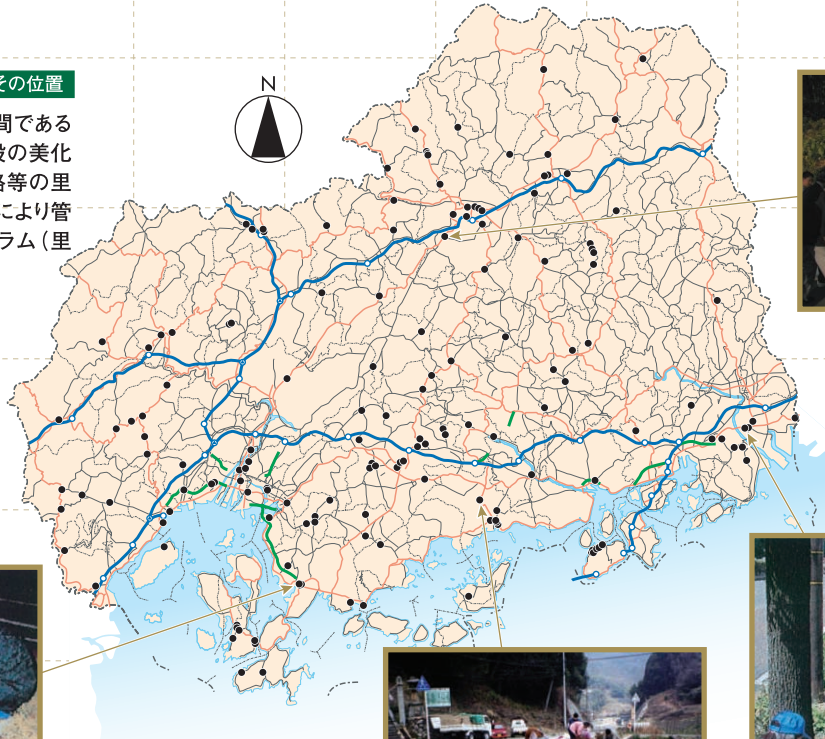 その位置
間である
設の美化
路等の里
により管
ラム（里
N